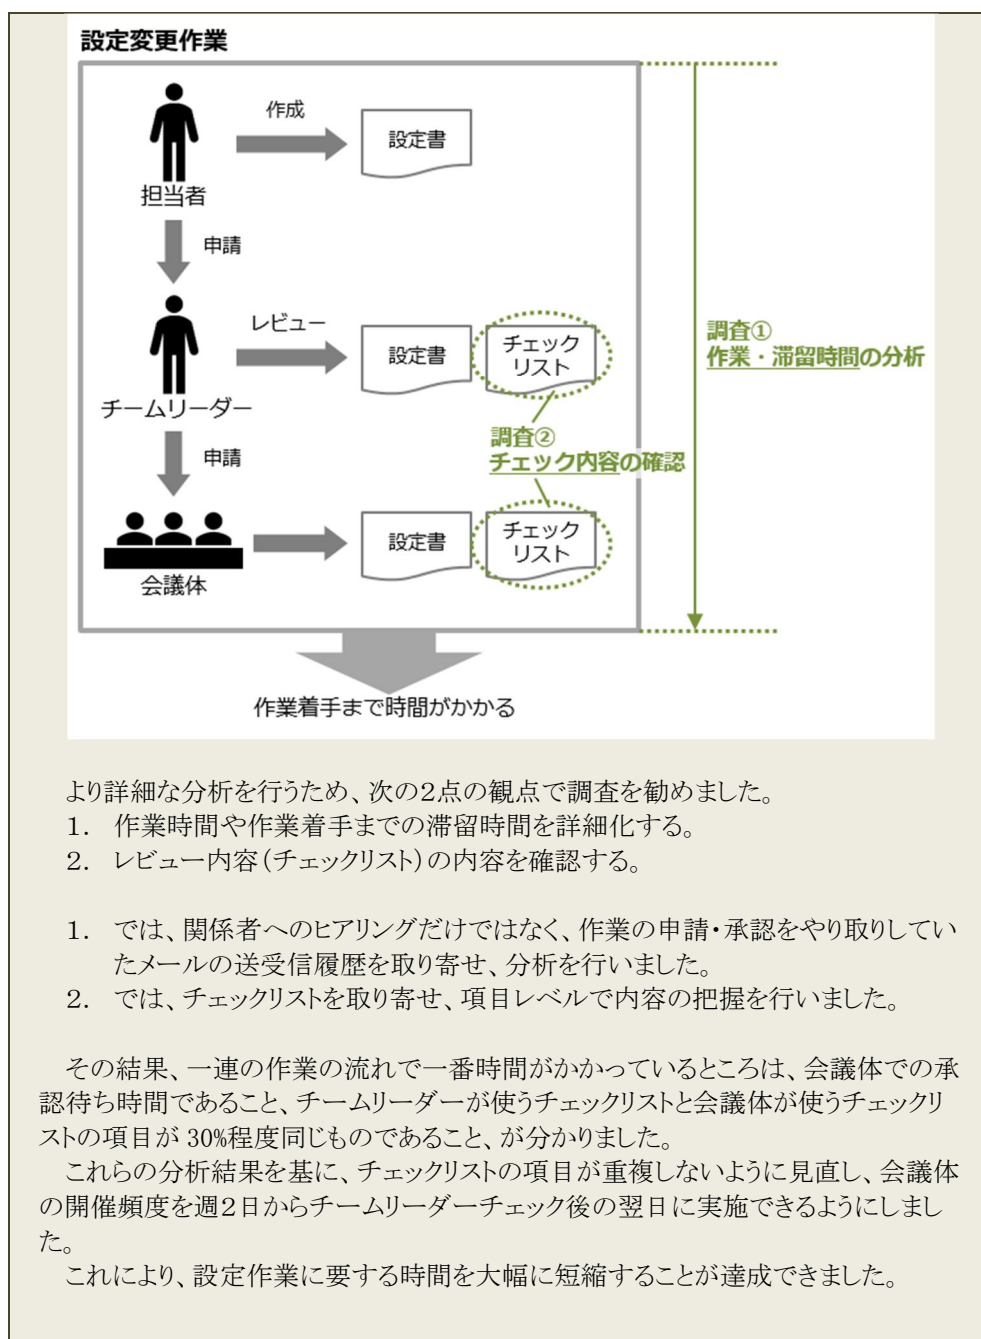 設定変更作業
作成
設定書
担当者
申請
レビュー
設定書
チェック
リスト
チームリーダー
調査①
作業・滞留時間の分析
調査②
チェック内容の確認
申請
設定書
チェック
リスト
会議体
作業着手まで時間がかかる
より詳細な分析を行うため、次の2点の観点で調査を勧めました。
1. 作業時間や作業着手までの滞留時間を詳細化する。
2. レビュー内容(チェックリスト)の内容を確認する。
1. では、関係者へのヒアリングだけではなく、作業の申請・承認をやり取りしてい
たメールの送受信履歴を取り寄せ、分析を行いました。
2. では、チェックリストを取り寄せ、項目レベルで内容の把握を行いました。
その結果、一連の作業の流れで一番時間がかかっているところは、会議体での承
認待ち時間であること、チームリーダーが使うチェックリストと会議体が使うチェックリ
ストの項目が 30%程度同じものであること、が分かりました。
これらの分析結果を基に、チェックリストの項目が重複しないように見直し、会議体
の開催頻度を週2日からチームリーダーチェック後の翌日に実施できるようにしまし
た。
これにより、設定作業に要する時間を大幅に短縮することが達成できました。